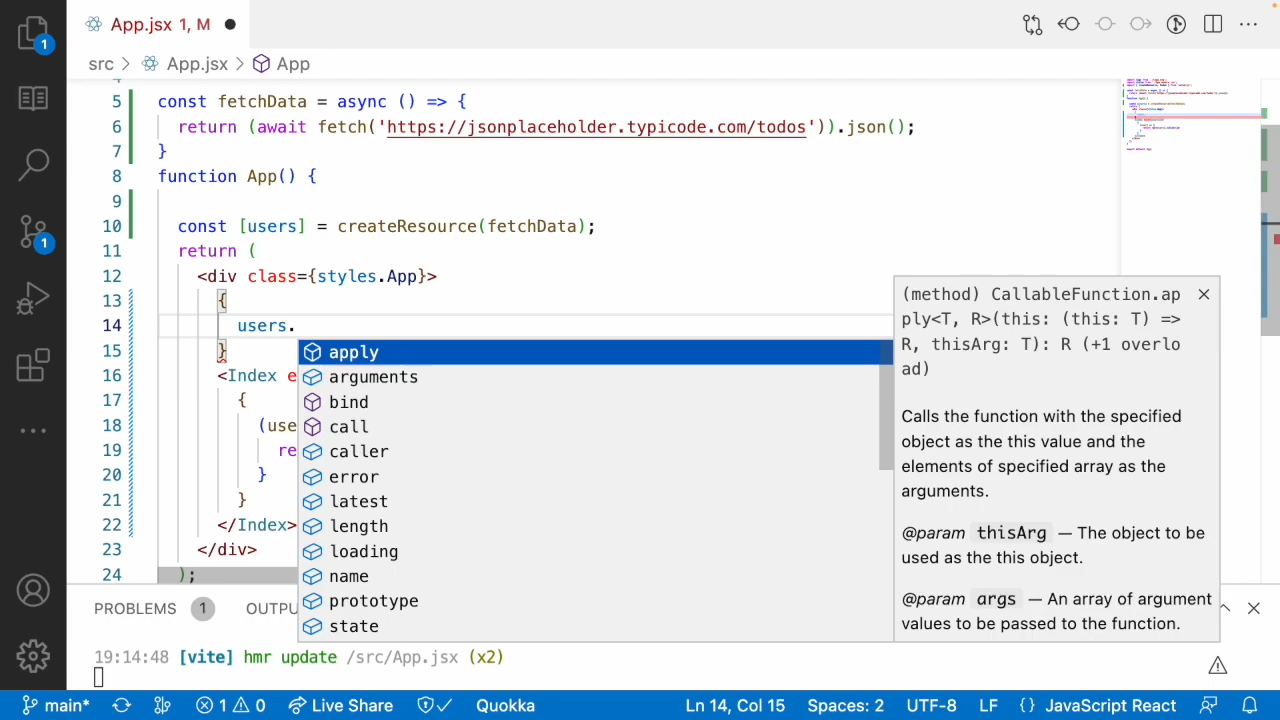 App.jsx 1, M
1
src > App.jsx > App
5 const fetchData = async () => {
6 return (await fetch('https://jsonplaceholder.typicode.com/todos')).json();
7 }
8 function App() {
9
10 const [users] = createResource(fetchData);
11 return (
12 <div class={styles.App}>
13 {
14 users.
15 }
16 <Index e
17 {
18 (use
19 re
20 }
21 }
22 </Index>
23 </div>
24 );
apply
arguments
bind
call
caller
error
latest
length
loading
name
prototype
state
(method) CallableFunction.ap
ply<T, R>(this: (this: T) =>
R, thisArg: T): R (+1 overlo
ad)
Calls the function with the specified
object as the this value and the
elements of specified array as the
arguments.
@param thisArg — The object to be
used as the this object.
@param args — An array of argument
values to be passed to the function.
1
PROBLEMS 1 OUTPU
19:14:48 [vite] hmr update /src/App.jsx (x2)
main* 1 0 Live Share Quokka Ln 14, Col 15 Spaces: 2 UTF-8 LF {} JavaScript React